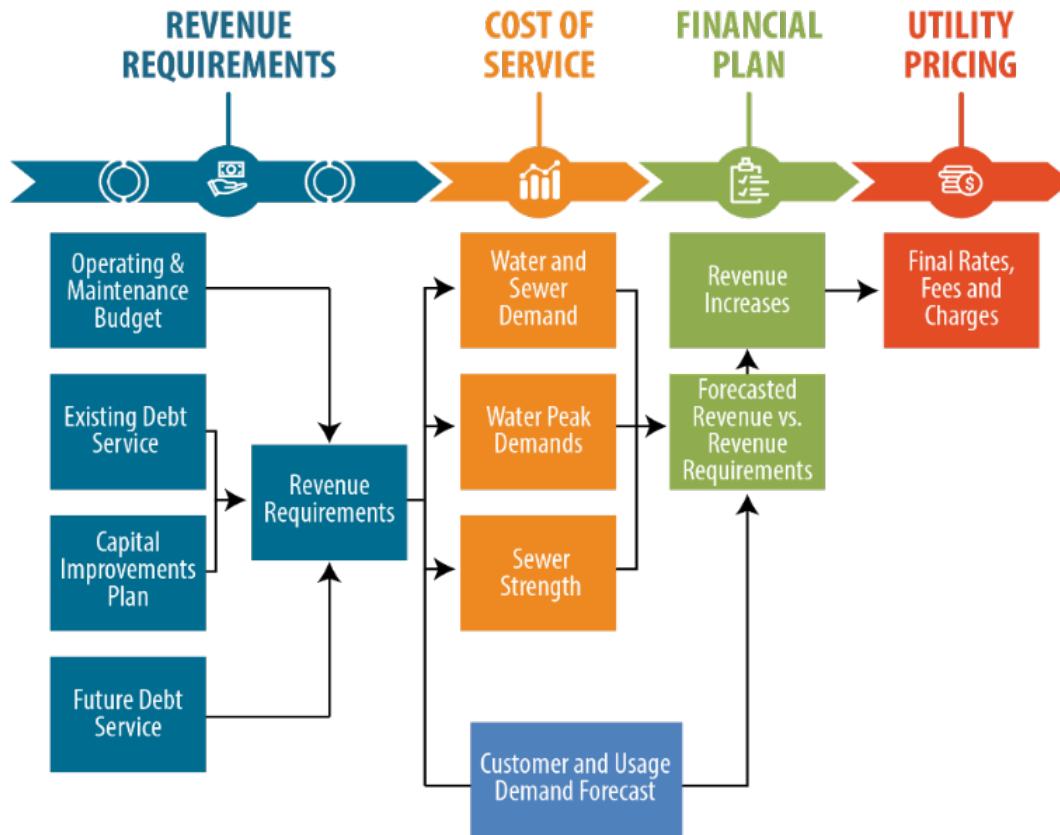 REVENUE
REQUIREMENTS
COST OF
SERVICE
FINANCIAL
PLAN
UTILITY
PRICING
$
Operating &
Maintenance
Budget
Existing Debt
Service
Capital
Improvements
Plan
Future Debt
Service
Revenue
Requirements
Water and
Sewer
Demand
Water Peak
Demands
Sewer
Strength
Customer and Usage
Demand Forecast
Revenue
Increases
Forecasted
Revenue vs.
Revenue
Requirements
Final Rates,
Fees and
Charges